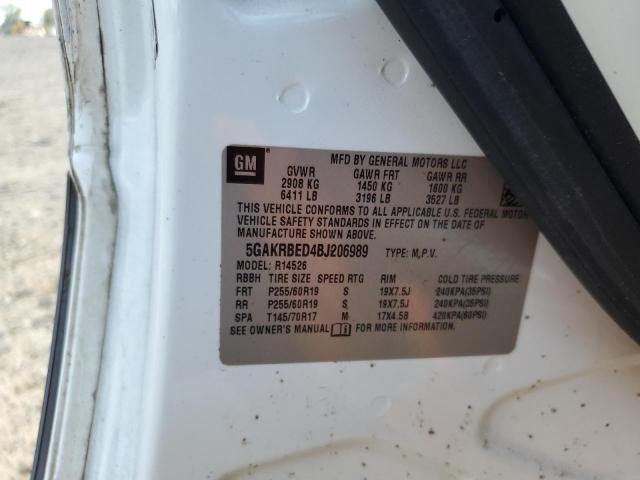 GM
MFD BY GENERAL MOTORS LLC
GVWR GAWR FRT GAWR RR
2908 KG 1450 KG 1600 KG
6411 LB 3196 LB 3527 LB
THIS VEHICLE CONFORMS TO ALL APPLICABLE U.S. FEDERAL MOTOR
VEHICLE SAFETY STANDARDS IN EFFECT ON THE DATE OF
MANUFACTURE SHOWN ABOVE.
5GAKRBED4BJ206989 TYPE: M.P.V.
MODEL: R14526
RBBH TIRE SIZE SPEED RTG RIM COLD TIRE PRESSURE
FRT P255/60R19 S 19X7.5J 240KPA(35PSI)
RR P255/60R19 S 19X7.5J 240KPA(35PSI)
SPA T145/70R17 M 17X4.5B 420KPA(60PSI)
SEE OWNER'S MANUAL FOR MORE INFORMATION.